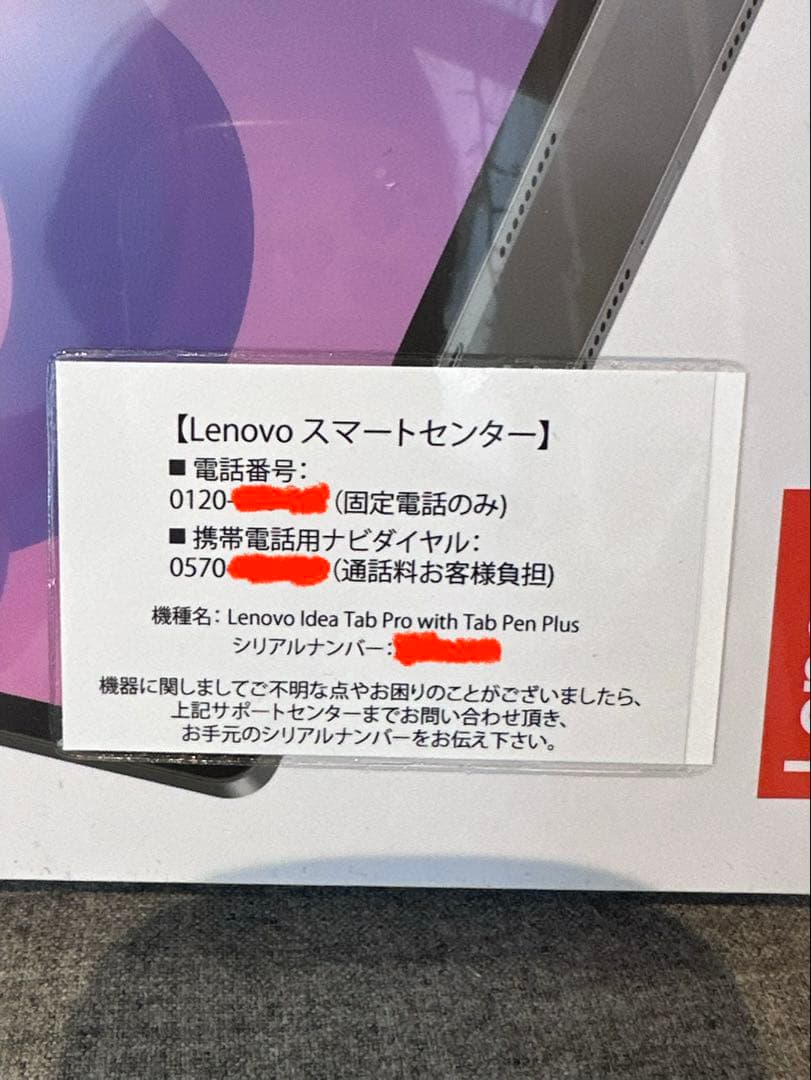 【Lenovo スマートセンター】
■ 電話番号:
0120- (固定電話のみ)
■ 携帯電話用ナビダイヤル:
0570 (通話料お客様負担)
機種名: Lenovo Idea Tab Pro with Tab Pen Plus
シリアルナンバー:
機器に関しましてご不明な点やお困りのことがございましたら、
上記サポートセンターまでお問い合わせ頂き、
お手元のシリアルナンバーをお伝え下さい。